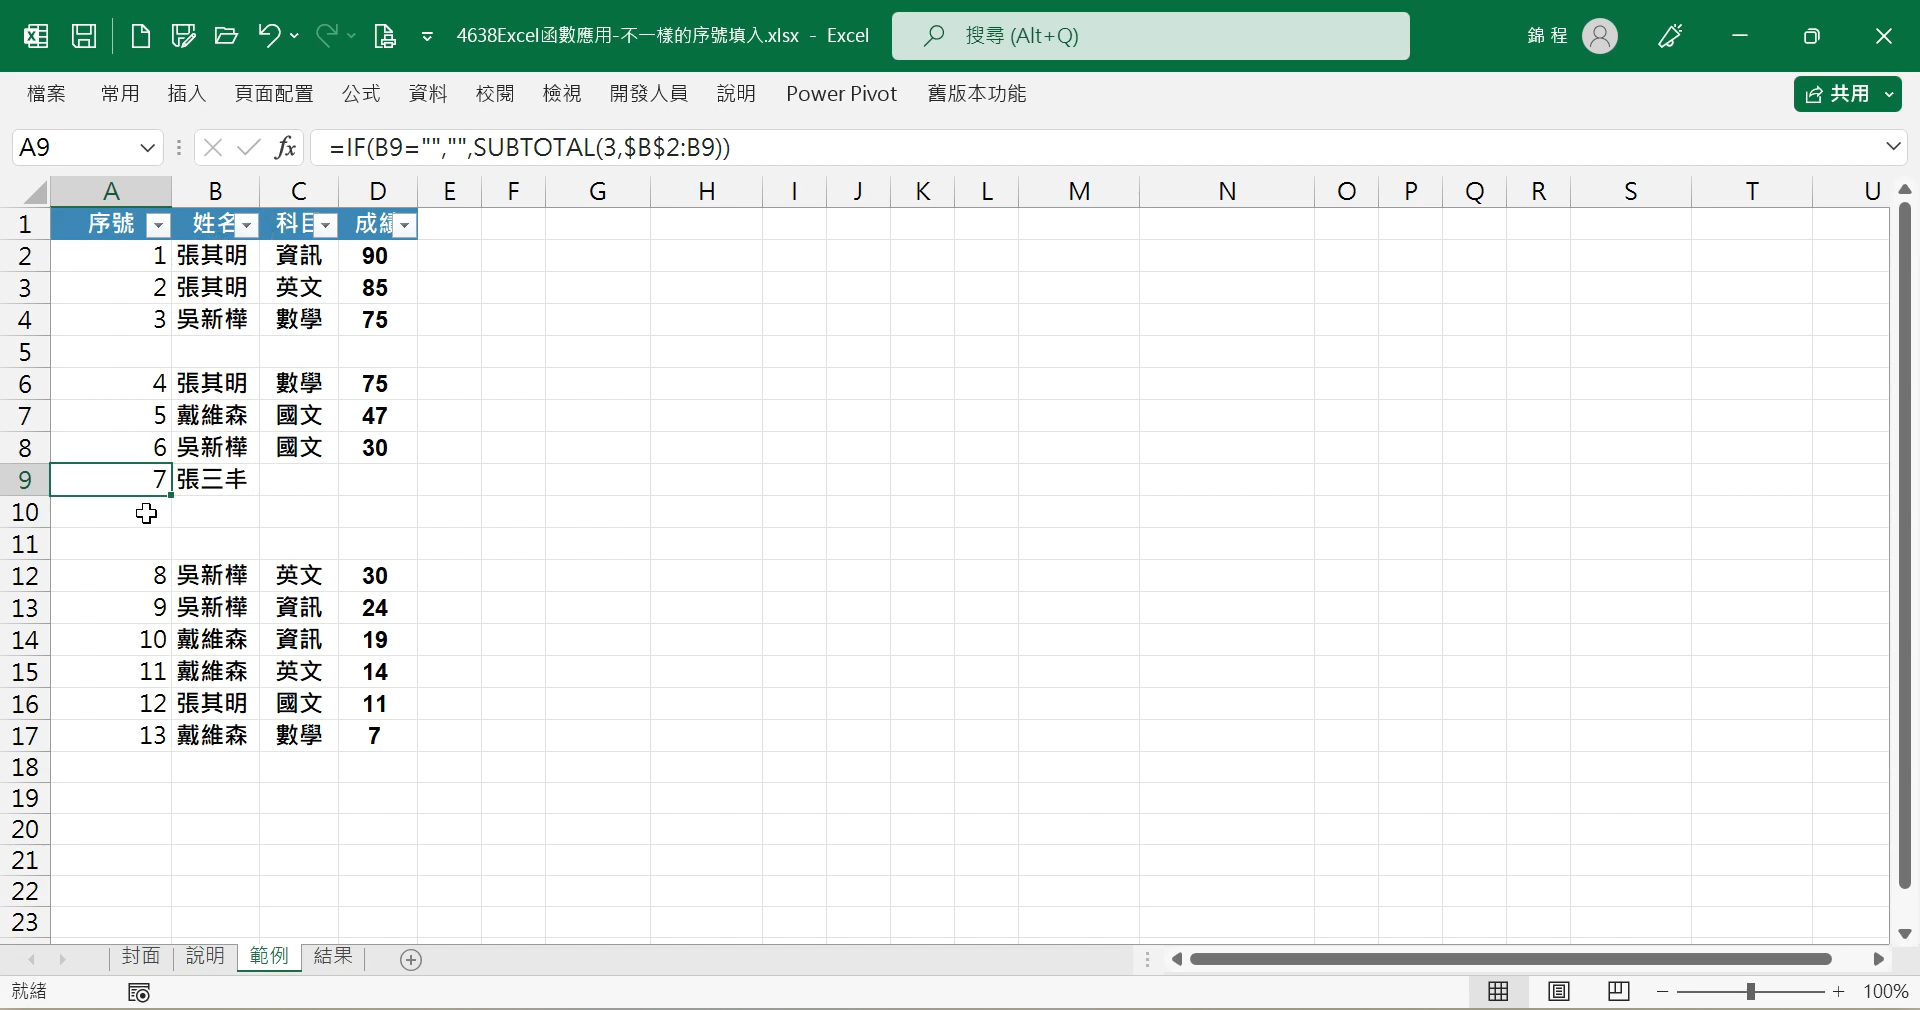 4638Excel函數應用-不一樣的序號填入.xlsx - Excel
搜尋 (Alt+Q)
錦 程
檔案 常用 插入 頁面配置 公式 資料 校閱 檢視 開發人員 說明 Power Pivot 舊版本功能
共用
A9
fx
=IF(B9="","",SUBTOTAL(3,$B$2:B9))
A B C D E F G H I J K L M N O P Q R S T U
1 序號 姓名 科目 成績
2 1 張其明 資訊 90
3 2 張其明 英文 85
4 3 吳新樺 數學 75
5
6 4 張其明 數學 75
7 5 戴維森 國文 47
8 6 吳新樺 國文 30
9 7 張三丰
10
11
12 8 吳新樺 英文 30
13 9 吳新樺 資訊 24
14 10 戴維森 資訊 19
15 11 戴維森 英文 14
16 12 張其明 國文 11
17 13 戴維森 數學 7
18
19
20
21
22
23
封面 說明 範例 結果
就緒
100%